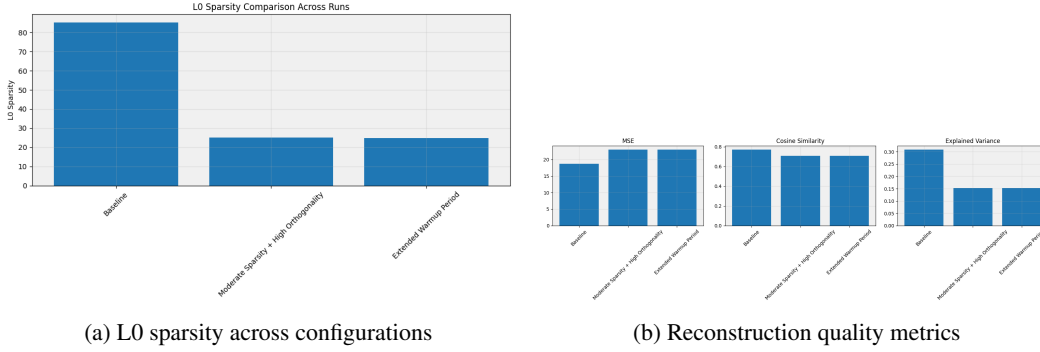 L0 Sparsity Comparison Across Runs
L0 Sparsity
80
70
60
50
40
30
20
10
0
Baseline
Moderate Sparsity + High Orthogonality
Extended Warmup Period
(a) L0 sparsity across configurations
MSE
20
15
10
5
0
Baseline
Moderate Sparsity + High Orthogonality
Extended Warmup Period
Cosine Similarity
0.8
0.6
0.4
0.2
0.0
Baseline
Moderate Sparsity + High Orthogonality
Extended Warmup Period
Explained Variance
0.30
0.25
0.20
0.15
0.10
0.05
0.00
Baseline
Moderate Sparsity + High Orthogonality
Extended Warmup Period
(b) Reconstruction quality metrics